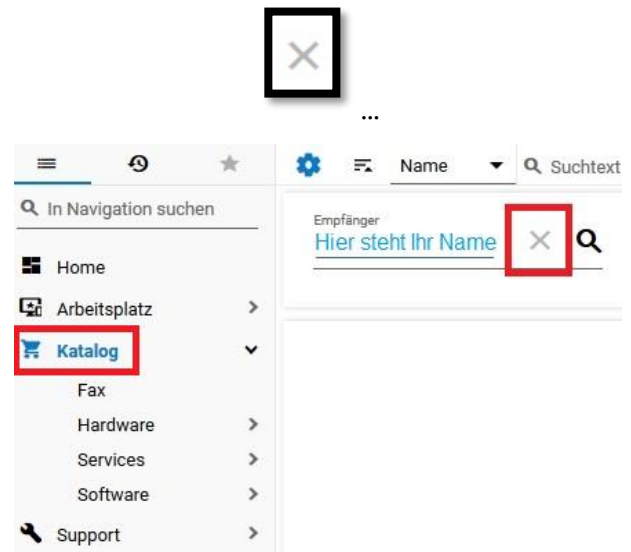 ...
Name
Suchtext
In Navigation suchen
Empfänger
Hier steht Ihr Name
Home
Arbeitsplatz
Katalog
Fax
Hardware
Services
Software
Support